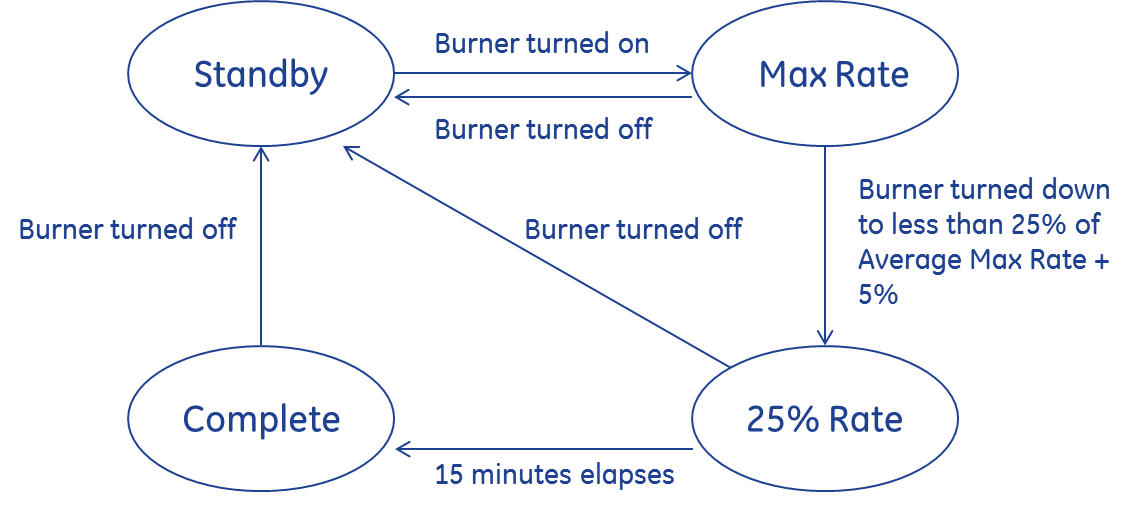 Burner turned on
Standby
Max Rate
Burner turned off
Burner turned down
to less than 25% of
Average Max Rate +
5%
Burner turned off
Burner turned off
Complete
25% Rate
15 minutes elapses